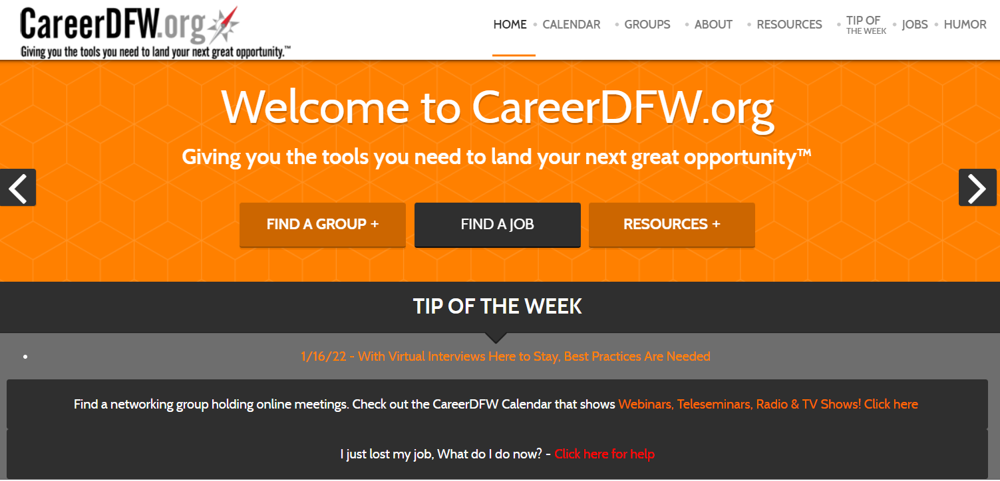 CareerDFW.org
Giving you the tools you need to land your next great opportunity.™
HOME • CALENDAR • GROUPS • ABOUT • RESOURCES • TIP OF THE WEEK • JOBS • HUMOR
Welcome to CareerDFW.org
Giving you the tools you need to land your next great opportunity™
FIND A GROUP + FIND A JOB RESOURCES +
TIP OF THE WEEK
• 1/16/22 - With Virtual Interviews Here to Stay, Best Practices Are Needed
Find a networking group holding online meetings. Check out the CareerDFW Calendar that shows Webinars, Teleseminars, Radio & TV Shows! Click here
I just lost my job, What do I do now? - Click here for help